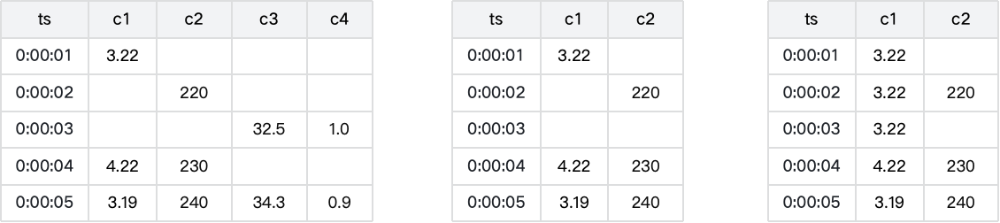 ts c1 c2 c3 c4
0:00:01 3.22
0:00:02 220
0:00:03 32.5 1.0
0:00:04 4.22 230
0:00:05 3.19 240 34.3 0.9
ts c1 c2
0:00:01 3.22
0:00:02 220
0:00:03
0:00:04 4.22 230
0:00:05 3.19 240
ts c1 c2
0:00:01 3.22
0:00:02 3.22 220
0:00:03 3.22
0:00:04 4.22 230
0:00:05 3.19 240